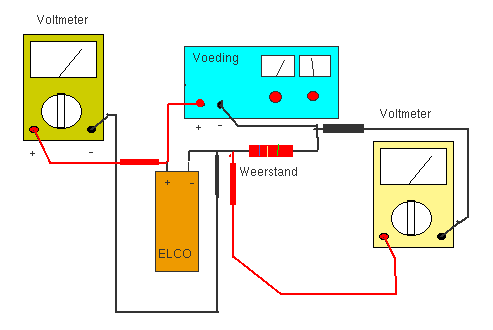 Voltmeter
Voeding
Voltmeter
+ -
+ -
Weerstand
+ -
ELCO